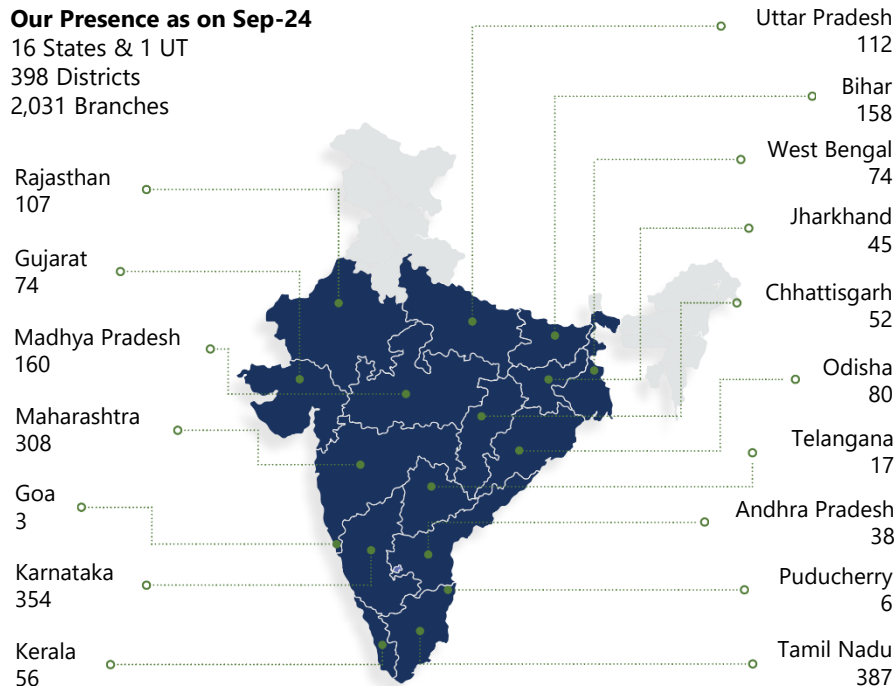 Our Presence as on Sep-24
16 States & 1 UT
398 Districts
2,031 Branches
Rajasthan
107
Gujarat
74
Madhya Pradesh
160
Maharashtra
308
Goa
3
Karnataka
354
Kerala
56
Uttar Pradesh
112
Bihar
158
West Bengal
74
Jharkhand
45
Chhattisgarh
52
Odisha
80
Telangana
17
Andhra Pradesh
38
Puducherry
6
Tamil Nadu
387